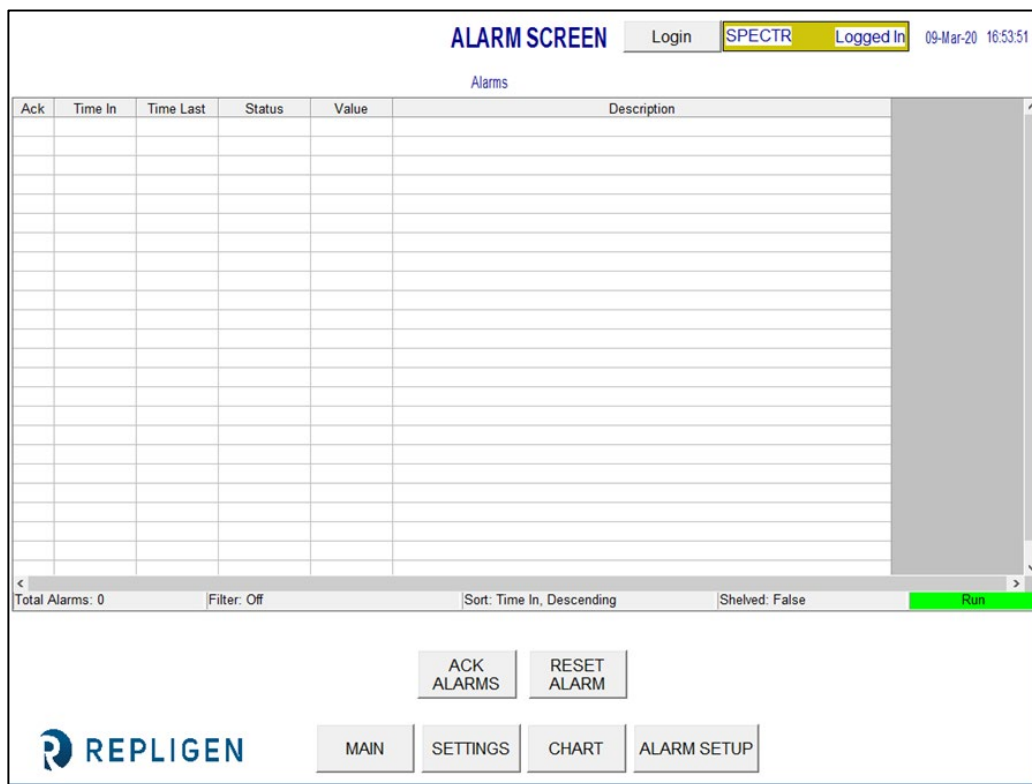 ALARM SCREEN Login SPECTR Logged In 09-Mar-20 16:53:51
Alarms
Ack Time In Time Last Status Value Description
Total Alarms: 0 Filter: Off Sort: Time In, Descending Shelved: False Run
ACK
ALARMS
RESET
ALARM
REPLIGEN MAIN SETTINGS CHART ALARM SETUP